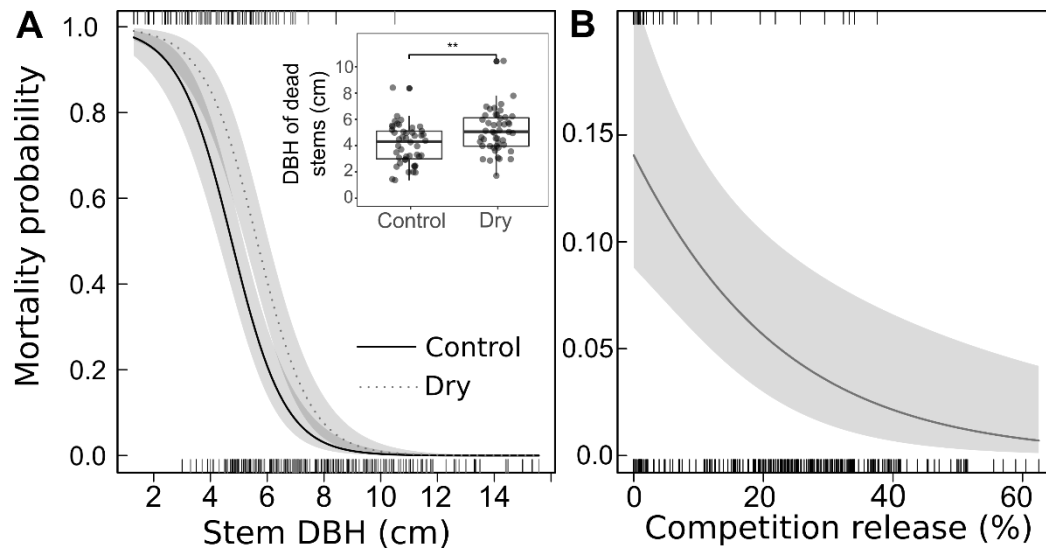 A
Mortality probability
1.0
0.8
0.6
0.4
0.2
0.0
2
4
6
8
10
12
14
Stem DBH (cm)
Control
Dry
DBH of dead
stems (cm)
10
8
6
4
2
0
**
Control
Dry
B
0.15
0.10
0.05
0.00
0
20
40
60
Competition release (%)